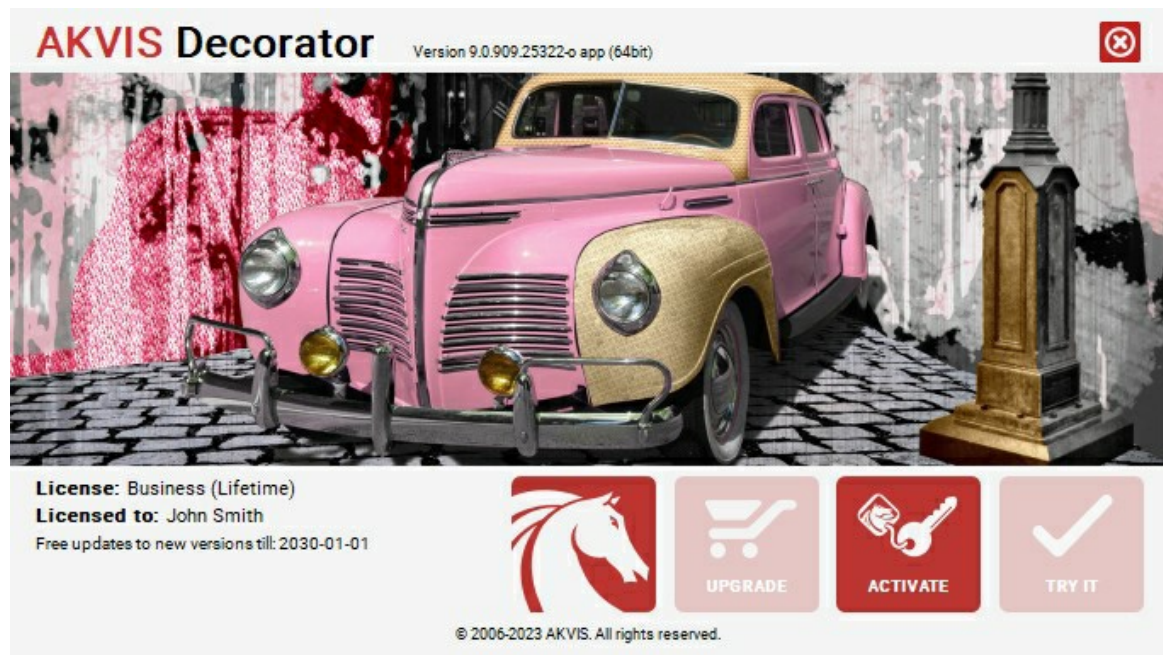 AKVIS Decorator Version 9.0.909.25322-o app (64bit)
License: Business (Lifetime)
Licensed to: John Smith
Free updates to new versions till: 2030-01-01
UPGRADE ACTIVATE TRY IT
© 2006-2023 AKVIS. All rights reserved.